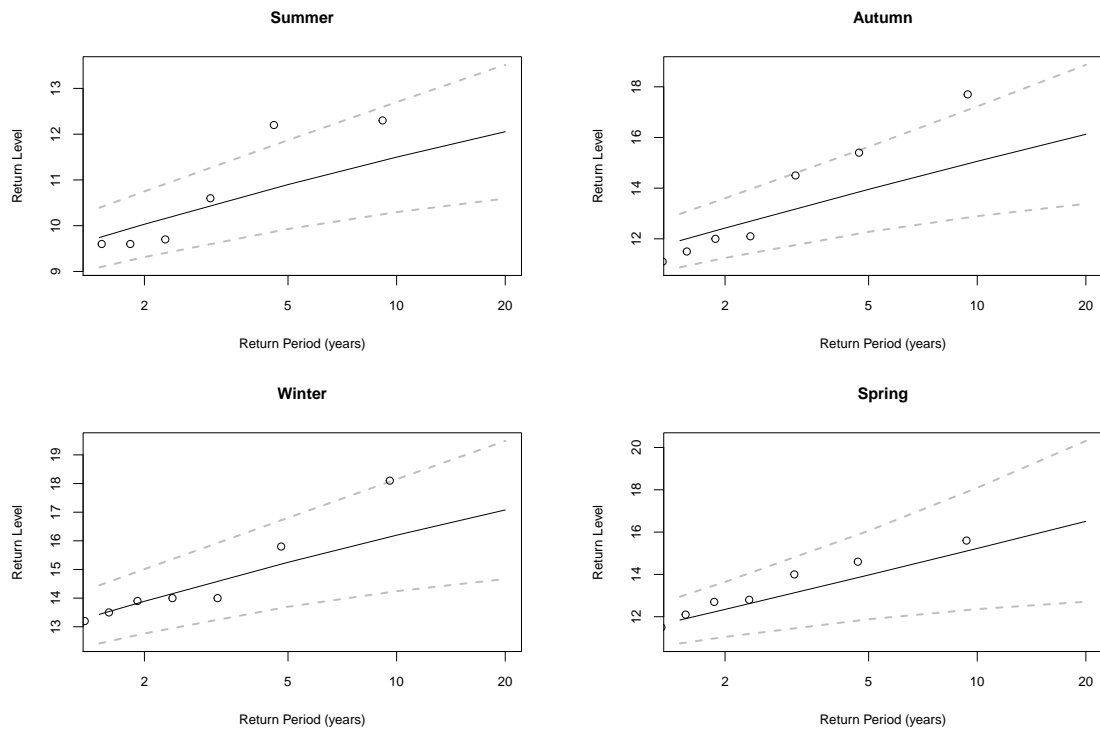 Summer
Return Level
13
12
11
10
9
2 5 10 20
Return Period (years)
Autumn
Return Level
18
16
14
12
2 5 10 20
Return Period (years)
Winter
Return Level
19
18
17
16
15
14
13
2 5 10 20
Return Period (years)
Spring
Return Level
20
18
16
14
12
2 5 10 20
Return Period (years)